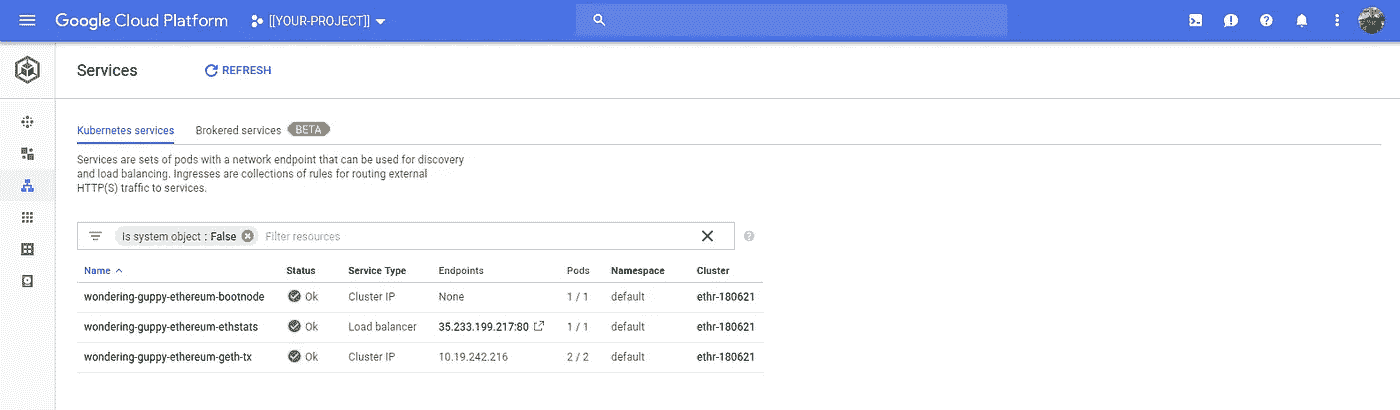 Google Cloud Platform [[YOUR-PROJECT]]
Services REFRESH
Kubernetes services Brokered services BETA
Services are sets of pods with a network endpoint that can be used for discovery
and load balancing. Ingresses are collections of rules for routing external
HTTP(S) traffic to services.
Is system object : False Filter resources
Name Status Service Type Endpoints Pods Namespace Cluster
wondering-guppy-ethereum-bootnode Ok Cluster IP None 1 / 1 default ethr-180621
wondering-guppy-ethereum-ethstats Ok Load balancer 35.233.199.217:80 1 / 1 default ethr-180621
wondering-guppy-ethereum-geth-tx Ok Cluster IP 10.19.242.216 2 / 2 default ethr-180621